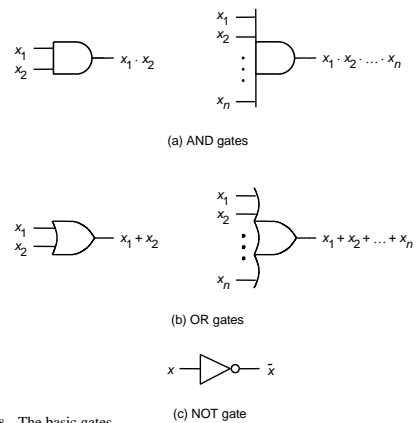 x1 x2 x1 · x2
x1 x2 xn x1 · x2 · … · xn
(a) AND gates
x1 x2 x1 + x2
x1 x2 xn x1 + x2 + … + xn
(b) OR gates
x x̄
(c) NOT gate
The basic gates